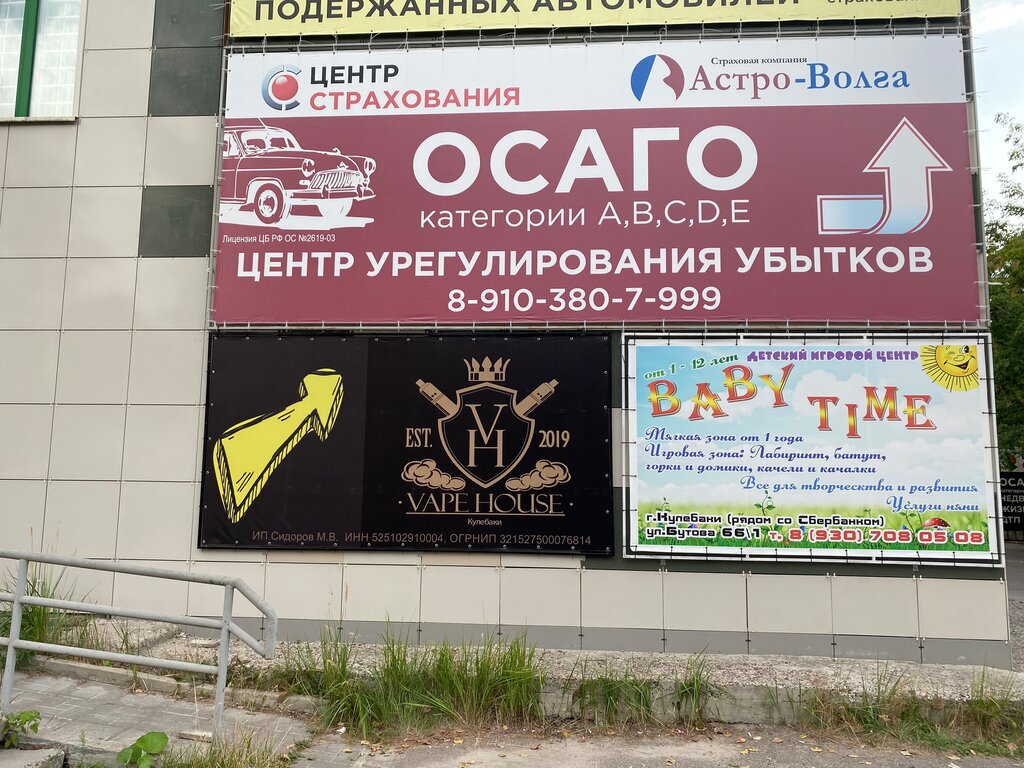 ПОДЕРЖАННЫХ АВТОМОБИЛЕЙ
ЦЕНТР
СТРАХОВАНИЯ
Страховая компания
Астро-Волга
ОСАГО
категории A,B,C,D,E
Лицензия ЦБ РФ ОС №2619-03
ЦЕНТР УРЕГУЛИРОВАНИЯ УБЫТКОВ
8-910-380-7-999
VH
EST. 2019
· VAPE HOUSE ·
Кулебаки
ИП Сидоров М.В. ИНН 525102910004, ОГРНИП 321527500076814
от 1 - 12 лет ДЕТСКИЙ ИГРОВОЙ ЦЕНТР
BABY TIME
Мягкая зона от 1 года
Игровая зона: Лабиринт, батут,
горки и домики, качели и качалки
Все для творчекства и развития
Услуги няни
г.Кулебаки (рядом со Сбербанком)
ул.Бутова 66\1 т. 8 (930) 708 05 08